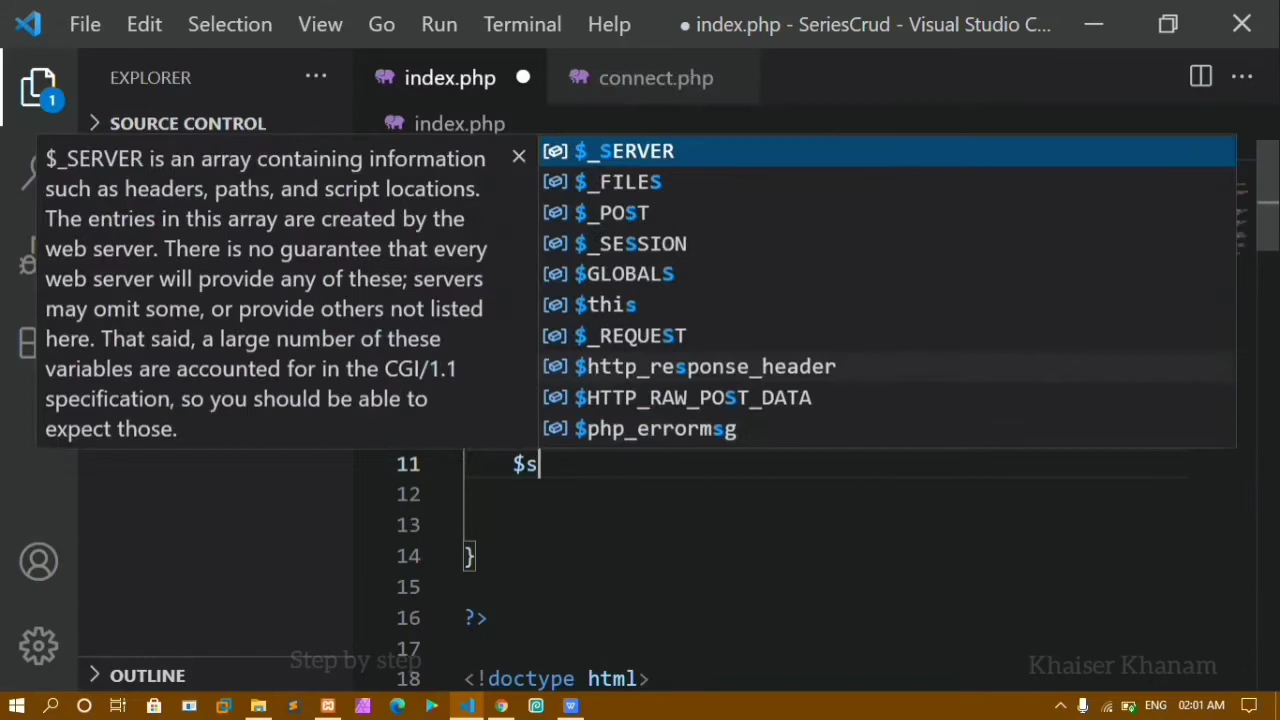 File Edit Selection View Go Run Terminal Help ● index.php - SeriesCrud - Visual Studio C...
EXPLORER ··· index.php ● connect.php ···
1
SOURCE CONTROL index.php
$_SERVER is an array containing information
such as headers, paths, and script locations.
The entries in this array are created by the
web server. There is no guarantee that every
web server will provide any of these; servers
may omit some, or provide others not listed
here. That said, a large number of these
variables are accounted for in the CGI/1.1
specification, so you should be able to
expect those.
$_SERVER
$_FILES
$_POST
$_SESSION
$GLOBALS
$this
$_REQUEST
$http_response_header
$HTTP_RAW_POST_DATA
$php_errormsg
11 $s
12
13
14 }
15
16 ?>
17
18 <!doctype html>
Step by step
Khaiser Khanam
OUTLINE
ENG 02:01 AM